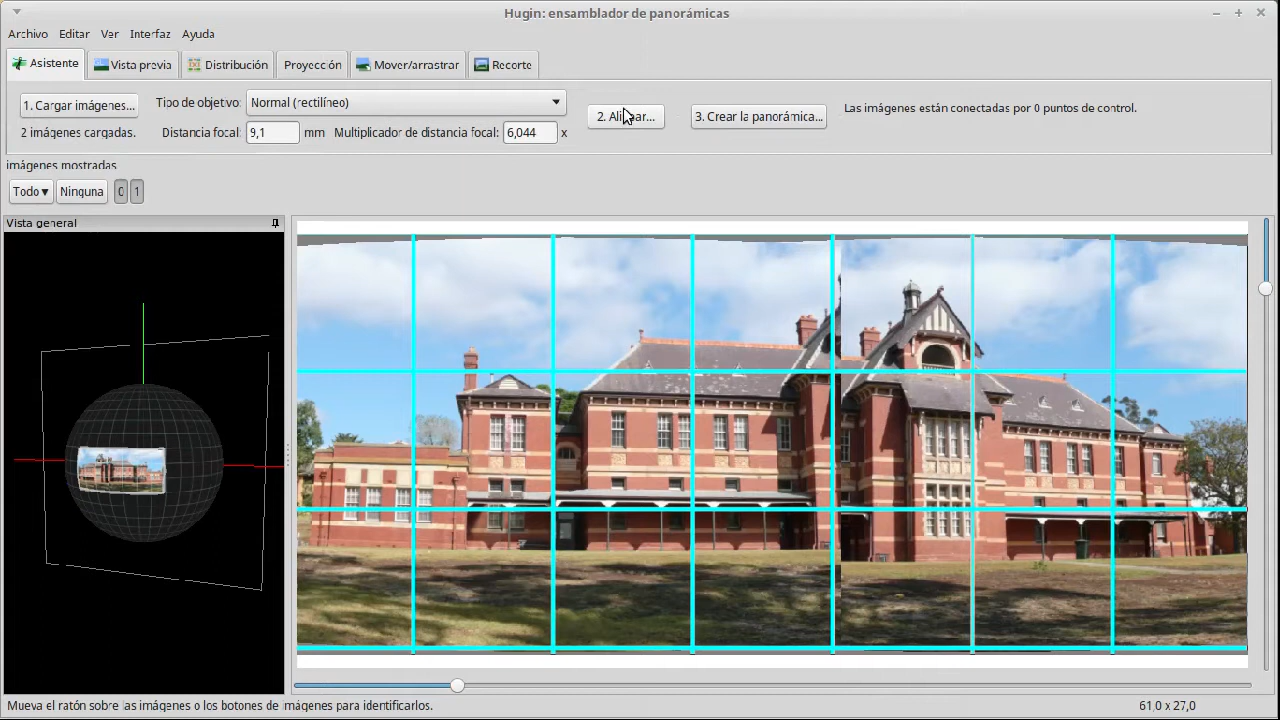 Hugin: ensamblador de panorámicas
Archivo Editar Ver Interfaz Ayuda
Asistente Vista previa Distribución Proyección Mover/arrastrar Recorte
1. Cargar imágenes... Tipo de objetivo: Normal (rectilíneo) 3. Crear la panorámica... Las imágenes están conectadas por 0 puntos de control.
2 imágenes cargadas. Distancia focal: 9,1 mm Multiplicador de distancia focal: 6,044 x
imágenes mostradas
Todo Ninguna 0 1
Vista general
Mueva el ratón sobre las imágenes o los botones de imágenes para identificarlos. 61,0 x 27,0